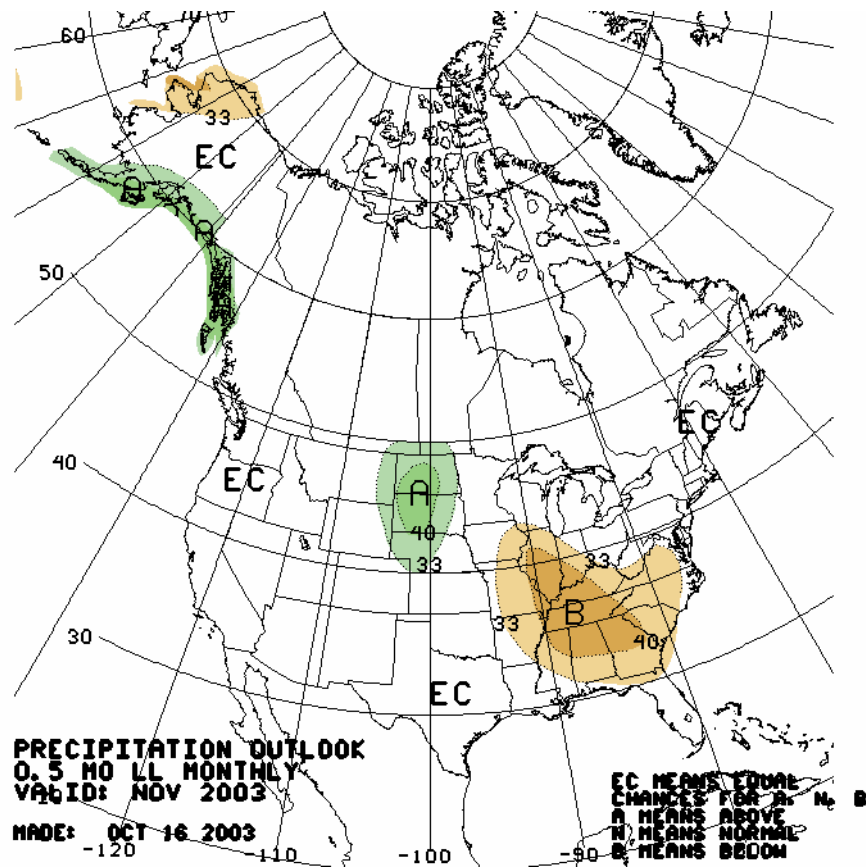 60
70
33
EC
A
A
50
40
EC
EC
A
40
33
33
B
33
40
30
EC
PRECIPITATION OUTLOOK
0.5 MO LL MONTHLY
VALID: NOV 2003
MADE: OCT 16 2003
EC MEANS EQUAL
CHANCES FOR A, N, B
A MEANS ABOVE
N MEANS NORMAL
B MEANS BELOW
-120
-110
-100
-90